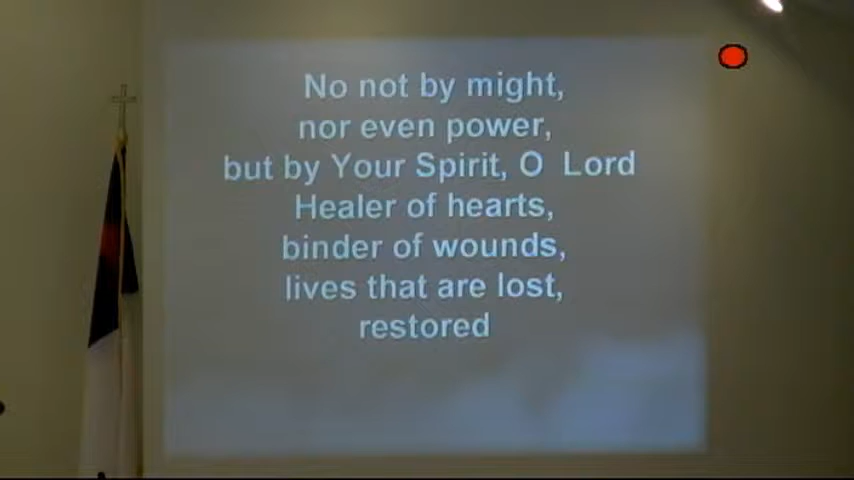 No not by might,
nor even power,
but by Your Spirit, O Lord
Healer of hearts,
binder of wounds,
lives that are lost,
restored